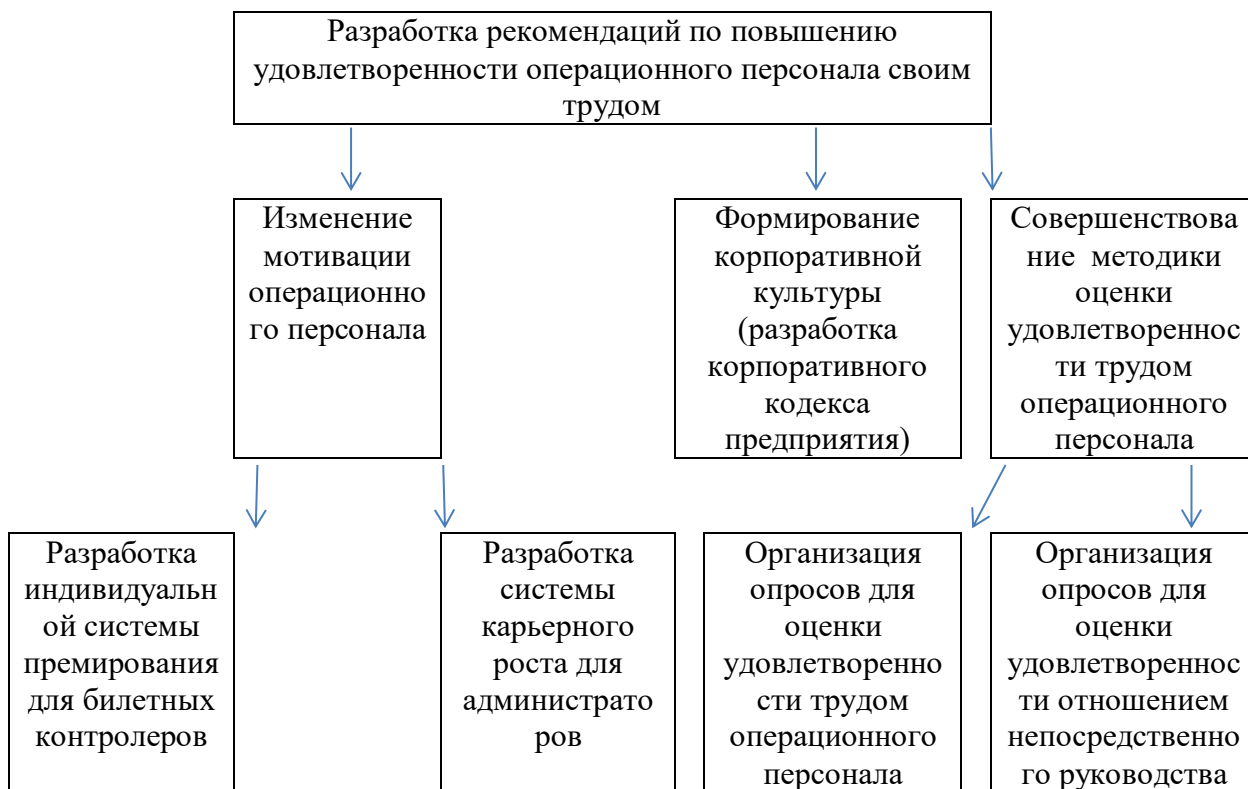 Разработка рекомендаций по повышению
удовлетворенности операционного персонала своим
трудом
Изменение
мотивации
операционно
го персонала
Формирование
корпоративной
культуры
(разработка
корпоративного
кодекса
предприятия)
Совершенствова
ние методики
оценки
удовлетвореннос
ти трудом
операционного
персонала
Разработка
индивидуальн
ой системы
премирования
для билетных
контролеров
Разработка
системы
карьерного
роста для
администрато
ров
Организация
опросов для
оценки
удовлетворенно
сти трудом
операционного
персонала
Организация
опросов для
оценки
удовлетвореннос
ти отношением
непосредственно
го руководства